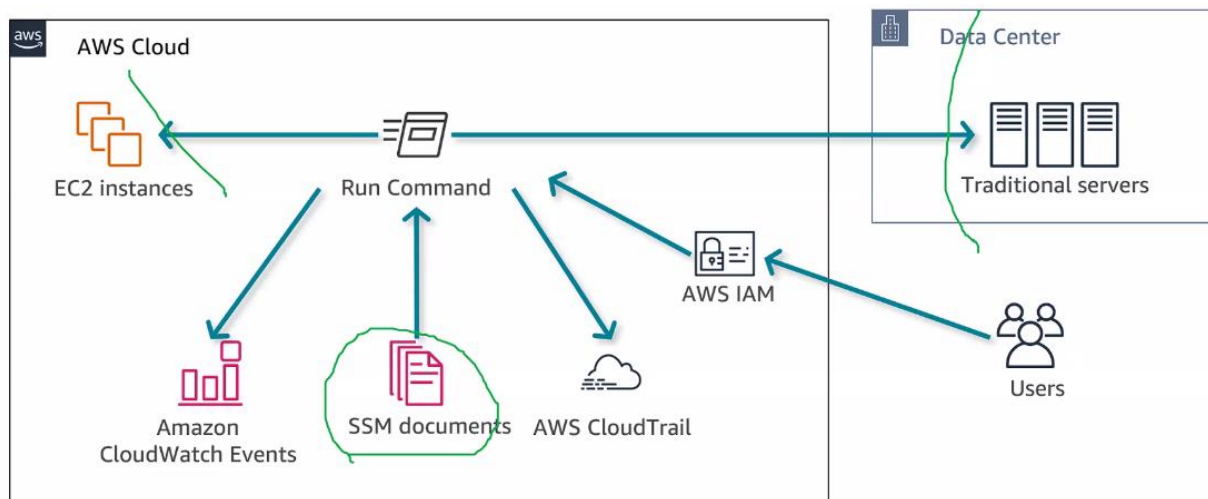 aws
AWS Cloud
Data Center
EC2 instances
Run Command
Traditional servers
AWS IAM
Users
Amazon
CloudWatch Events
SSM documents
AWS CloudTrail